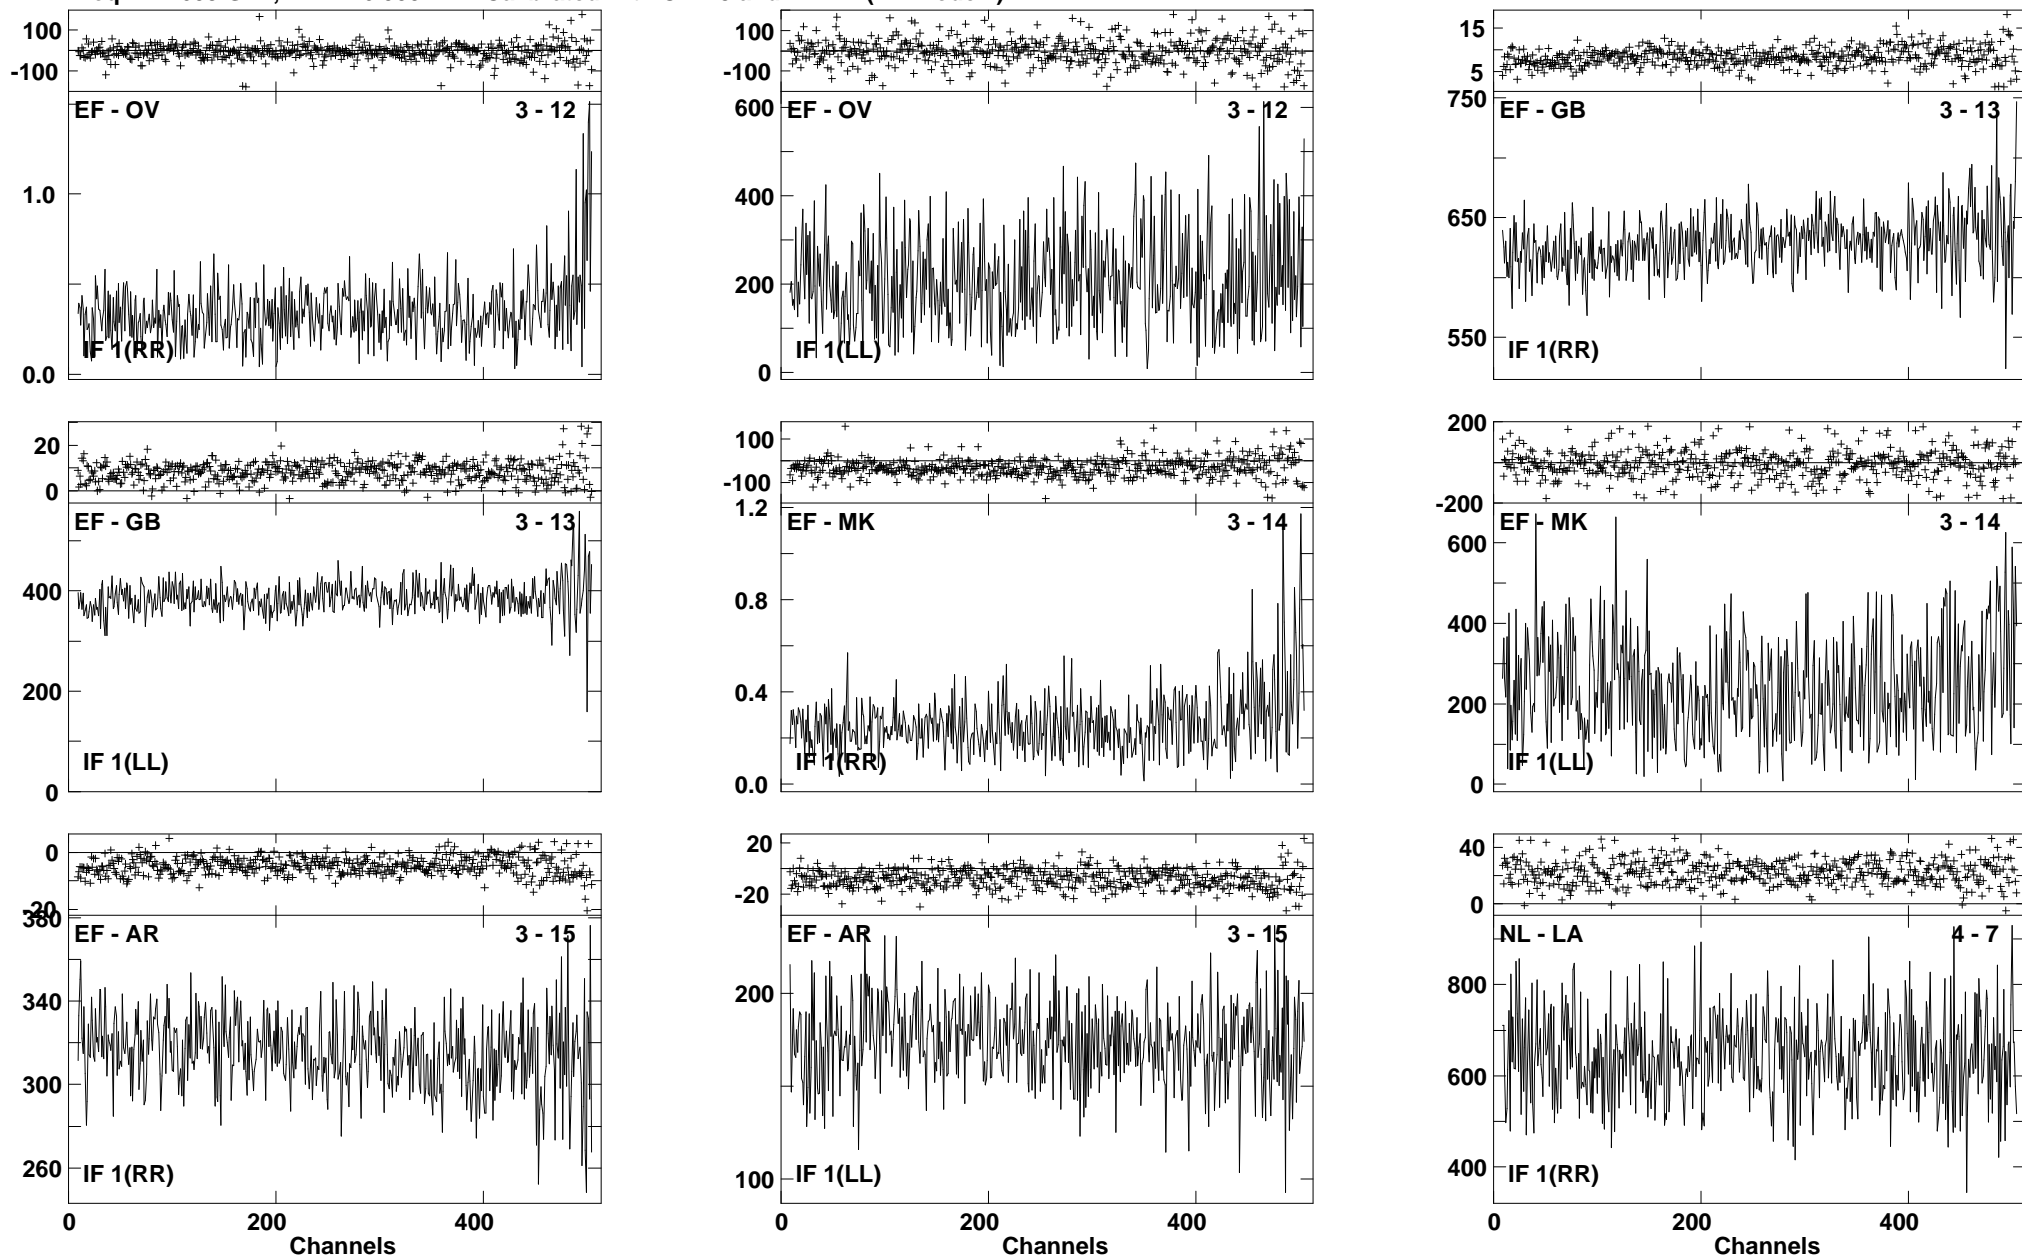 100
-100
EF - OV 3 - 12
1.0
0.0
IF 1(RR)
100
-100
EF - OV 3 - 12
600
400
200
0
IF 1(LL)
15
5
EF - GB 3 - 13
750
650
550
IF 1(RR)
20
0
EF - GB 3 - 13
400
200
0
IF 1(LL)
100
-100
EF - MK 3 - 14
1.2
0.8
0.4
0.0
IF 1(RR)
200
-200
EF - MK 3 - 14
600
400
200
0
IF 1(LL)
0
-20
EF - AR 3 - 15
380
340
300
260
IF 1(RR)
0 200 400
Channels
20
-20
EF - AR 3 - 15
200
100
IF 1(LL)
0 200 400
Channels
40
0
NL - LA 4 - 7
800
600
400
IF 1(RR)
0 200 400
Channels